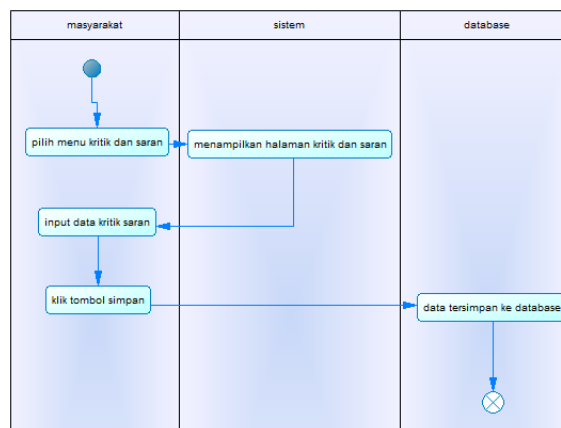 masyarakat
sistem
database
pilih menu kritik dan saran
menampilkan halaman kritik dan saran
input data kritik saran
klik tombol simpan
data tersimpan ke database